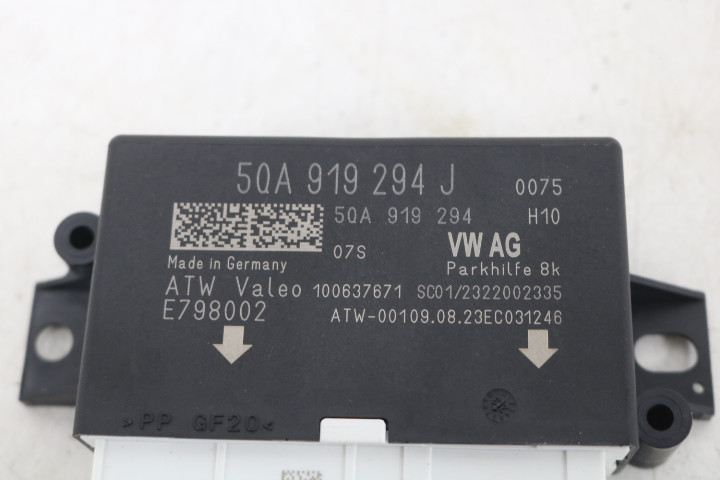 5QA 919 294 J 0075
5QA 919 294 H10
07S VW AG
Made in Germany Parkhilfe 8k
ATW Valeo 100637671 SC01/2322002335
E798002 ATW-00109.08.23EC031246
>PP GF20<